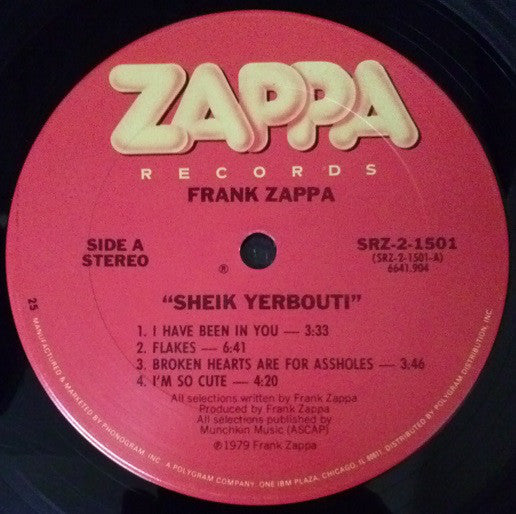 ZAPPA
RECORDS
FRANK ZAPPA
SIDE A
STEREO
SRZ-2-1501
(SRZ-2-1501-A)
6641.904
℗
"SHEIK YERBOUTI"
1. I HAVE BEEN IN YOU — 3:33
2. FLAKES — 6:41
3. BROKEN HEARTS ARE FOR ASSHOLES — 3:46
4. I'M SO CUTE — 4:20
All selections written by Frank Zappa
Produced by Frank Zappa
All selections published by
Munchkin Music (ASCAP)
℗1979 Frank Zappa
25
MANUFACTURED & MARKETED BY PHONOGRAM, INC. A POLYGRAM COMPANY, ONE IBM PLAZA, CHICAGO, IL 60611, DISTRIBUTED BY POLYGRAM DISTRIBUTION, INC.